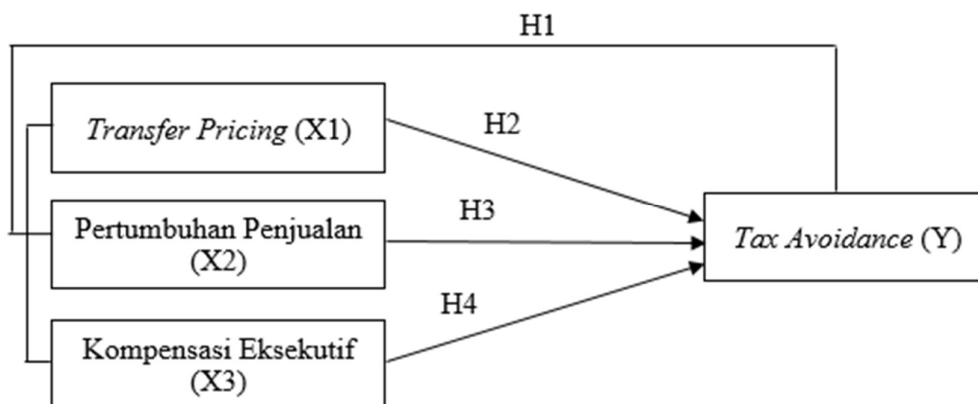 H1
Transfer Pricing (X1)
H2
Pertumbuhan Penjualan
(X2)
H3
Tax Avoidance (Y)
H4
Kompensasi Eksekutif
(X3)